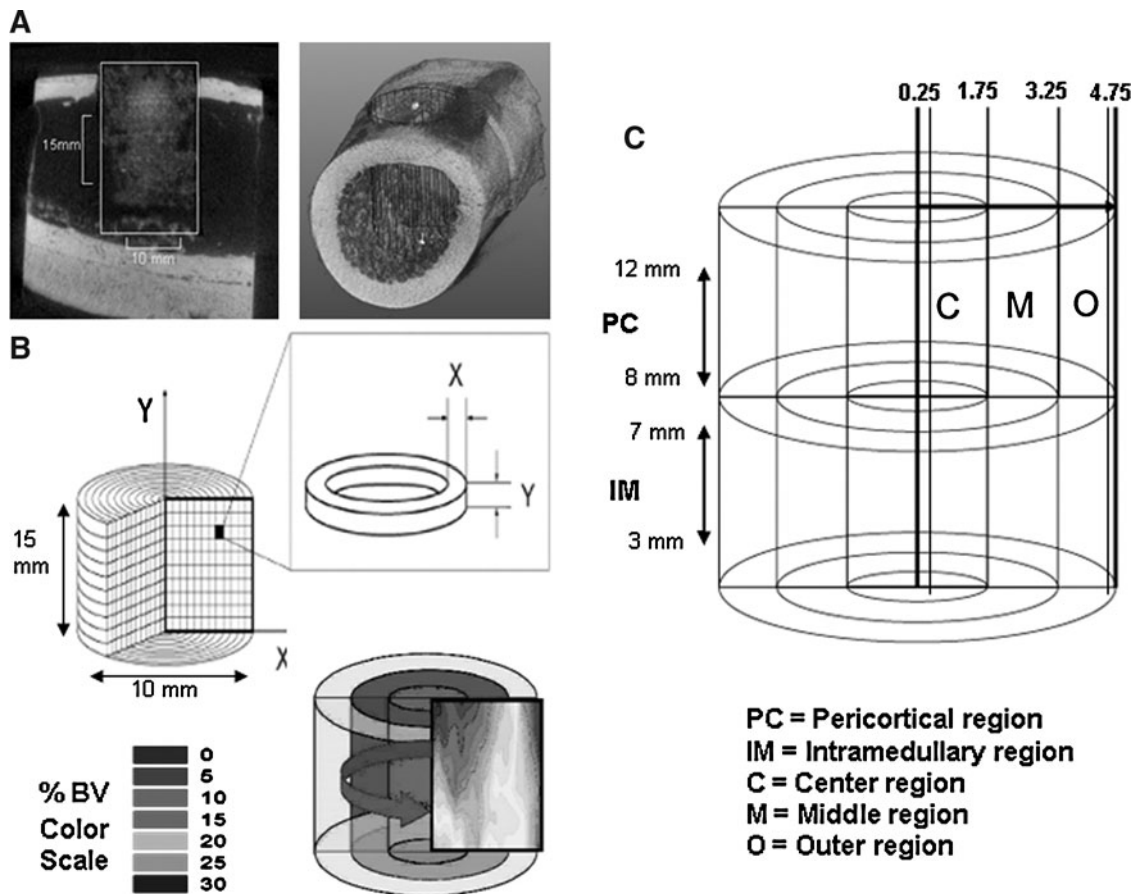 A
15mm
10 mm
B
Y
X
15
mm
10 mm
X
Y
% BV
Color
Scale
0
5
10
15
20
25
30
C
0.25 1.75 3.25 4.75
12 mm
PC
8 mm
7 mm
IM
3 mm
C M O
PC = Pericortical region
IM = Intramedullary region
C = Center region
M = Middle region
O = Outer region